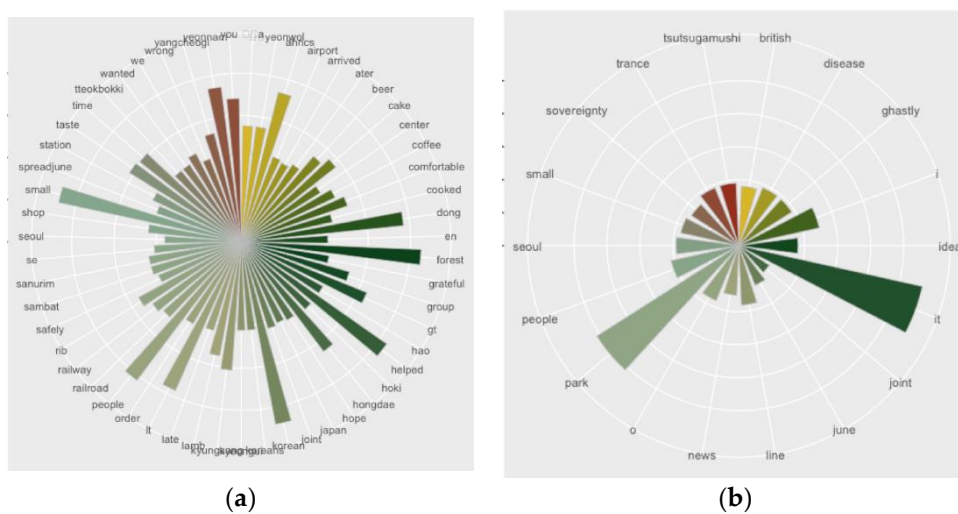 you
a
yeonwol
ahrics
airport
arrived
ater
beer
cake
center
coffee
comfortable
cooked
dong
en
forest
grateful
group
gt
hao
helped
hoki
hongdae
hope
japan
joint
korean
koreans
lamb
late
lt
order
people
railroad
railway
rib
safely
sambat
sanurim
se
seoul
shop
small
spreadjune
station
taste
time
tteokbokki
wanted
we
wrong
yangcheogi
yeonnam
(a)
british
disease
ghastly
i
idea
it
joint
june
line
news
o
park
people
seoul
small
sovereignty
trance
tsutsugamushi
(b)